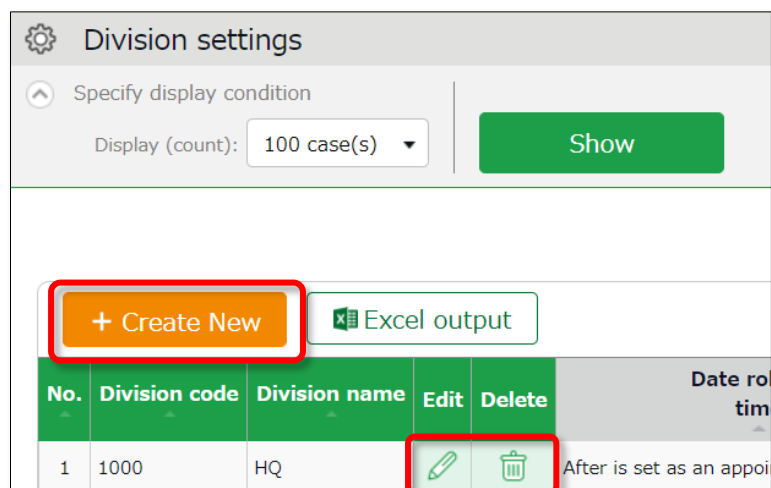 Division settings
Specify display condition
Display (count): 100 case(s) Show
+ Create New Excel output
No. Division code Division name Edit Delete Date
1 1000 HQ After is set as an